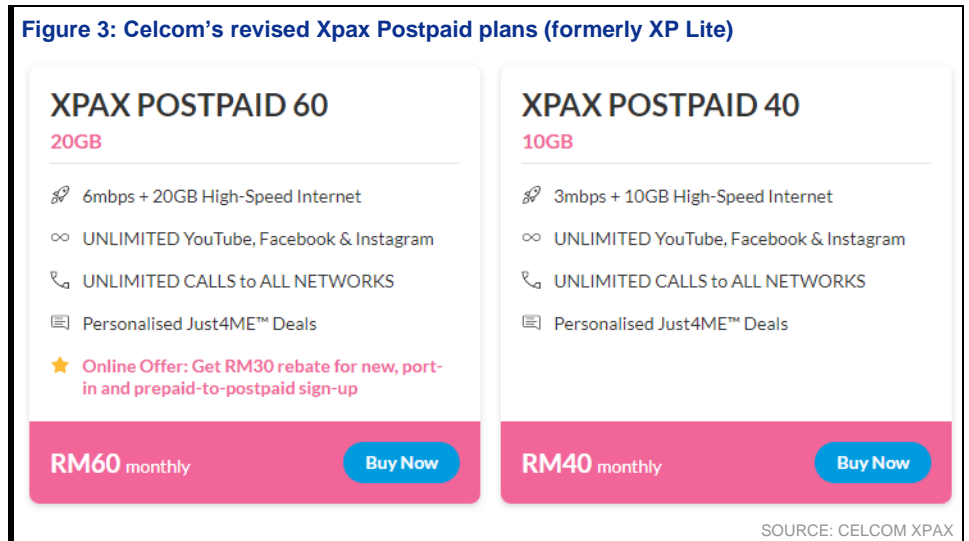 Figure 3: Celcom’s revised Xpax Postpaid plans (formerly XP Lite)
XPAX POSTPAID 60
20GB
6mbps + 20GB High-Speed Internet
UNLIMITED YouTube, Facebook & Instagram
UNLIMITED CALLS to ALL NETWORKS
Personalised Just4ME™ Deals
Online Offer: Get RM30 rebate for new, port-
in and prepaid-to-postpaid sign-up
RM60 monthly
Buy Now
XPAX POSTPAID 40
10GB
3mbps + 10GB High-Speed Internet
UNLIMITED YouTube, Facebook & Instagram
UNLIMITED CALLS to ALL NETWORKS
Personalised Just4ME™ Deals
RM40 monthly
Buy Now
SOURCE: CELCOM XPAX